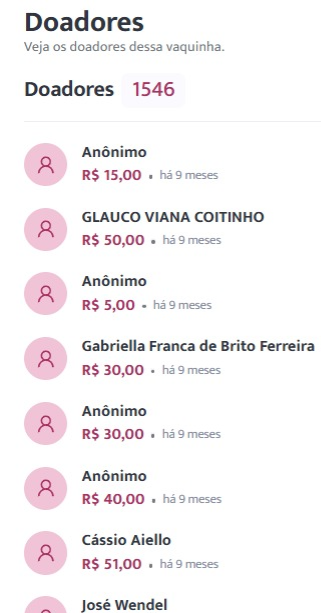 Doadores
Veja os doadores dessa vaquinha.
Doadores 1546
Anônimo
R$ 15,00 • há 9 meses
GLAUCO VIANA COITINHO
R$ 50,00 • há 9 meses
Anônimo
R$ 5,00 • há 9 meses
Gabriella Franca de Brito Ferreira
R$ 30,00 • há 9 meses
Anônimo
R$ 30,00 • há 9 meses
Anônimo
R$ 40,00 • há 9 meses
Cássio Aiello
R$ 51,00 • há 9 meses
José Wendel